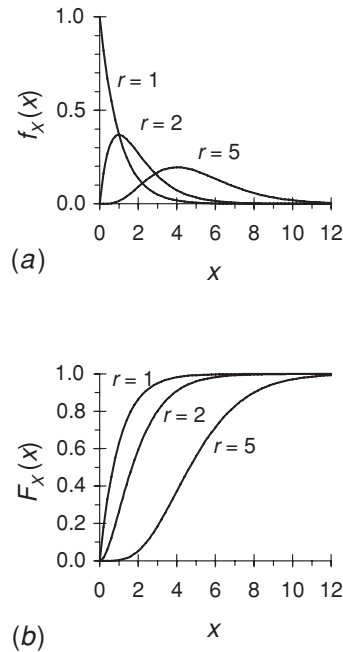 1.0
0.5
0.0
f_X(x)
r = 1
r = 2
r = 5
0 2 4 6 8 10 12
(a)
x
1.0
0.8
0.6
0.4
0.2
0.0
F_X(x)
r = 1
r = 2
r = 5
0 2 4 6 8 10 12
(b)
x